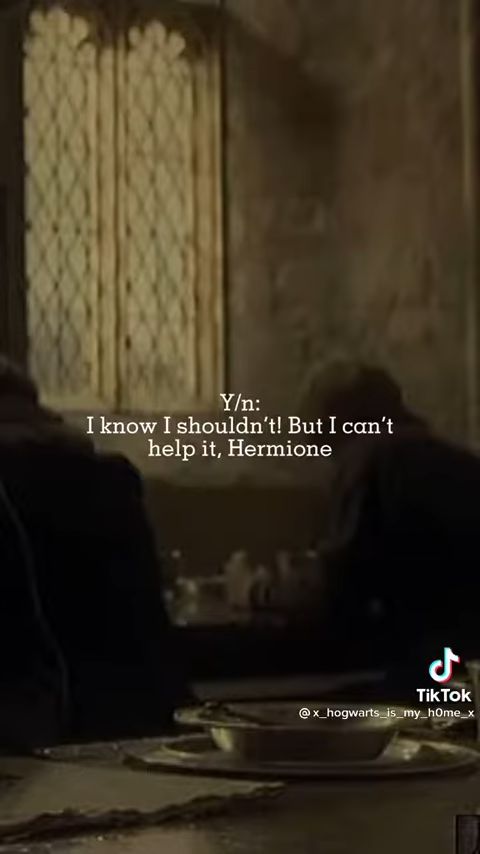 Y/n:
I know I shouldn't! But I can't
help it, Hermione
TikTok
@x_hogwarts_is_my_h0me_x